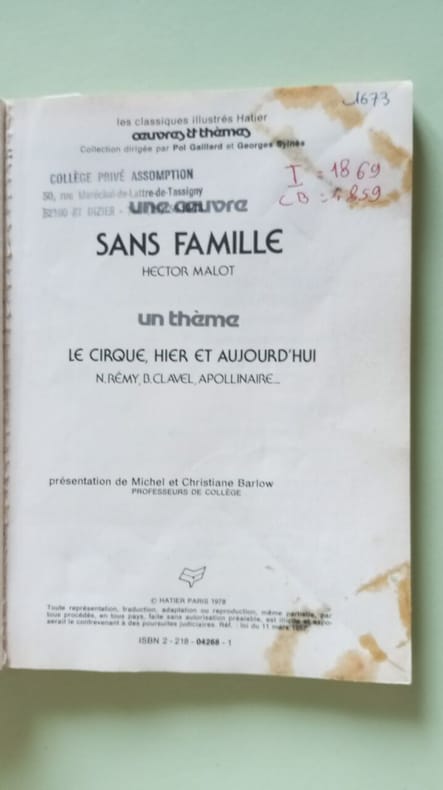 1673
les classiques illustrés Hatier
œuvres & thèmes
Collection dirigée par Pol Gaillard et Georges Sylnès
COLLÈGE PRIVÉ ASSOMPTION
50, rue Maréchal-de-Lattre-de-Tassigny
52100 ST DIZIER -
I = 1869
CB = 1859
une œuvre
SANS FAMILLE
HECTOR MALOT
un thème
LE CIRQUE, HIER ET AUJOURD'HUI
N. RÉMY, B. CLAVEL, APOLLINAIRE...
présentation de Michel et Christiane Barlow
PROFESSEURS DE COLLÈGE
© HATIER PARIS 1978
Toute représentation, traduction, adaptation ou reproduction, même partielle, par
tous procédés, en tous pays, faite sans autorisation préalable, est illicite et expo-
serait le contrevenant à des poursuites judiciaires. Réf. : loi du 11 mars 1957.
ISBN 2 - 218 - 04268 - 1